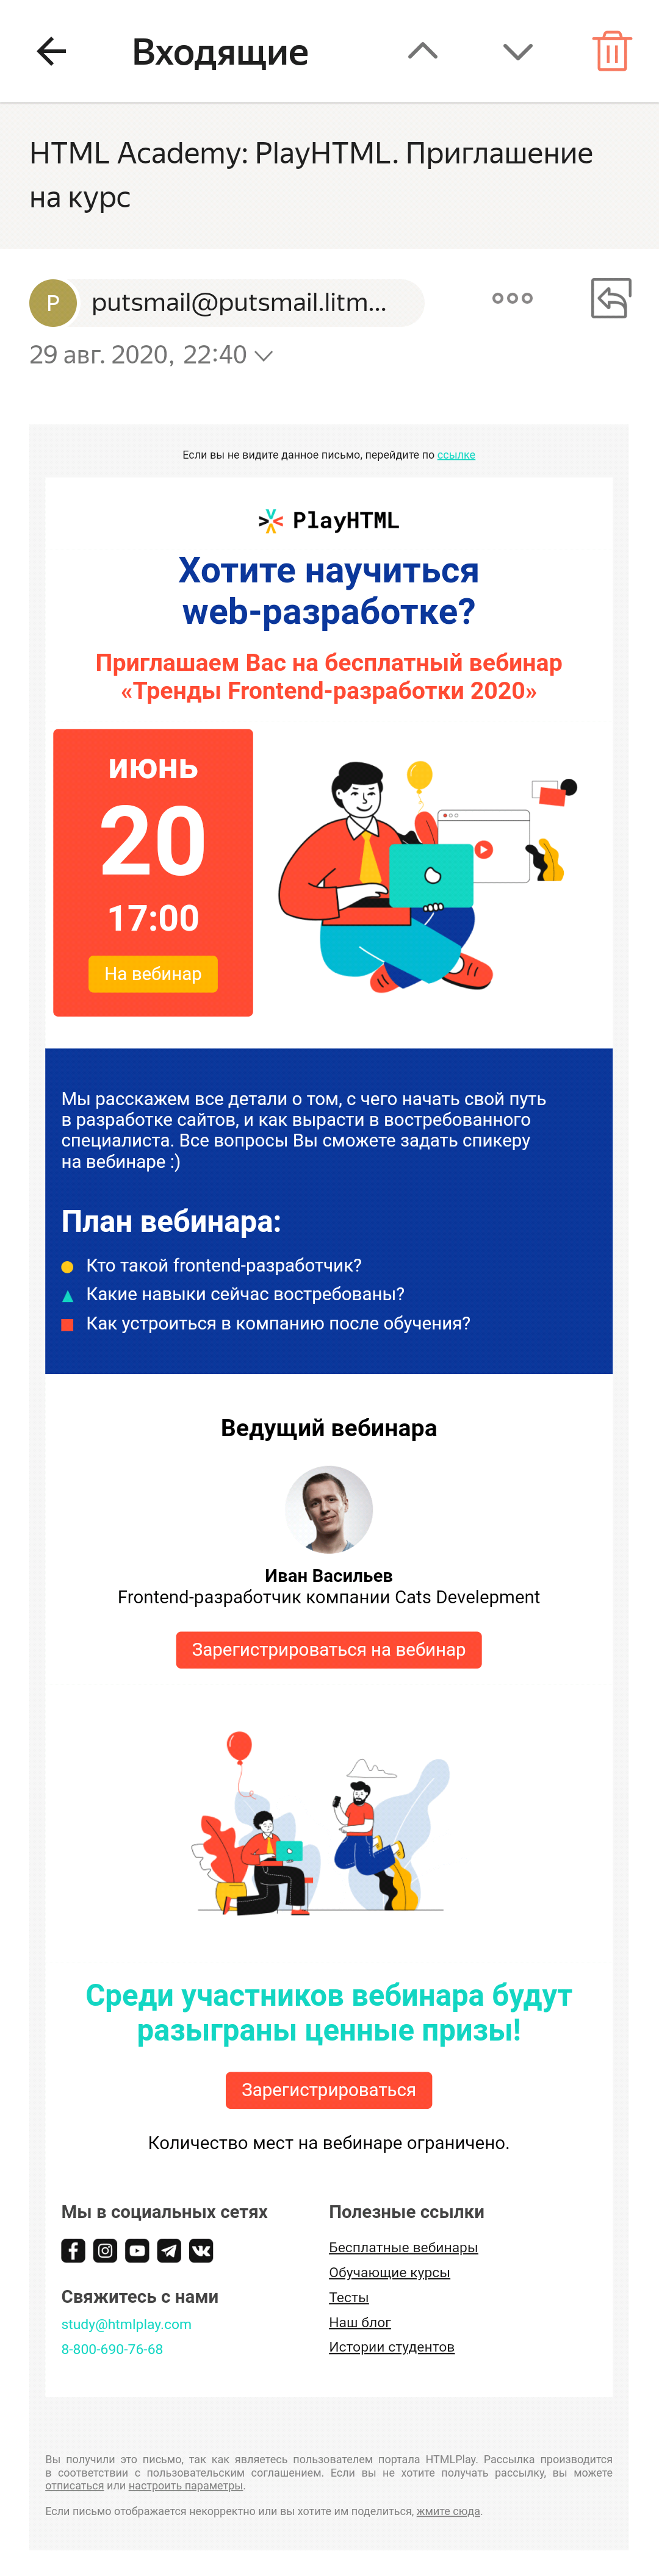 Входящие
HTML Academy: PlayHTML. Приглашение
на курс
P
putsmail@putsmail.litm...
29 авг. 2020, 22:40
Если вы не видите данное письмо, перейдите по ссылке
PlayHTML
Хотите научиться
web-разработке?
Приглашаем Вас на бесплатный вебинар
«Тренды Frontend-разработки 2020»
июнь
20
17:00
На вебинар
Мы расскажем все детали о том, с чего начать свой путь
в разработке сайтов, и как вырасти в востребованного
специалиста. Все вопросы Вы сможете задать спикеру
на вебинаре :)
План вебинара:
Кто такой frontend-разработчик?
Какие навыки сейчас востребованы?
Как устроиться в компанию после обучения?
Ведущий вебинара
Иван Васильев
Frontend-разработчик компании Cats Develepment
Зарегистрироваться на вебинар
Среди участников вебинара будут
разыграны ценные призы!
Зарегистрироваться
Количество мест на вебинаре ограничено.
Мы в социальных сетях
Свяжитесь с нами
study@htmlplay.com
8-800-690-76-68
Полезные ссылки
Бесплатные вебинары
Обучающие курсы
Тесты
Наш блог
Истории студентов
Вы получили это письмо, так как являетесь пользователем портала HTMLPlay. Рассылка производится
в соответствии с пользовательским соглашением. Если вы не хотите получать рассылку, вы можете
отписаться или настроить параметры.
Если письмо отображается некорректно или вы хотите им поделиться, жмите сюда.